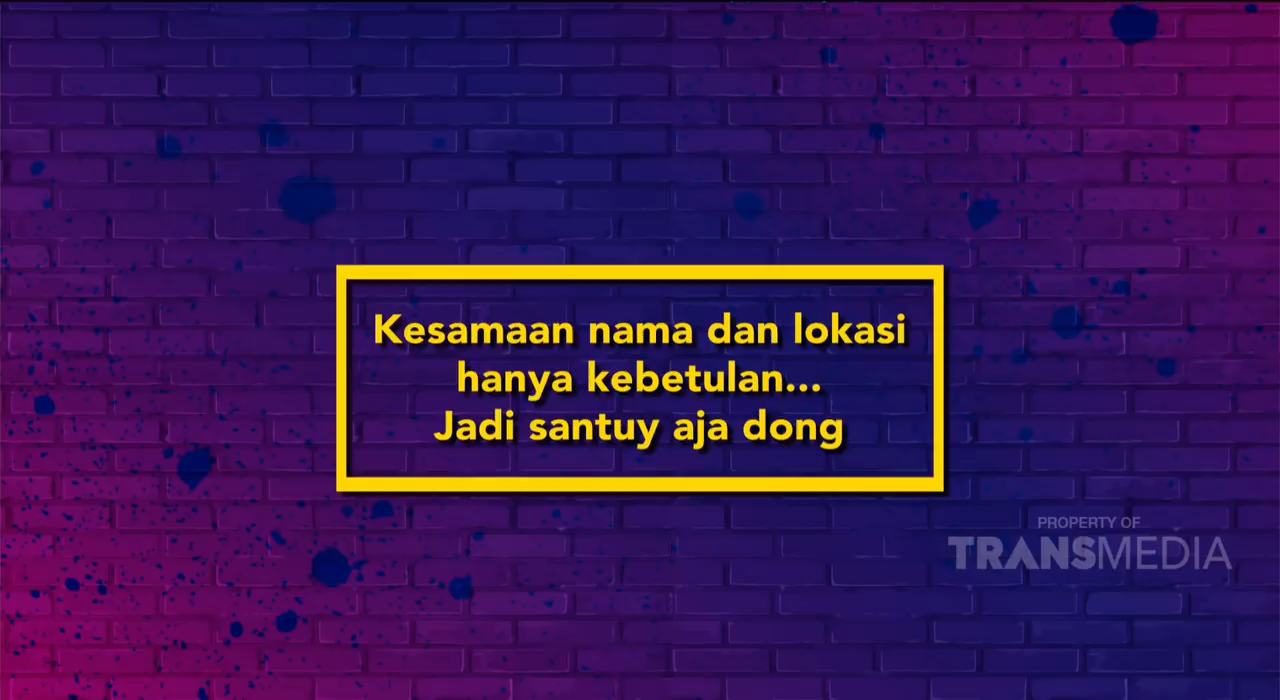 Kesamaan nama dan lokasi
hanya kebetulan...
Jadi santuy aja dong
PROPERTY OF
TRANSMEDIA